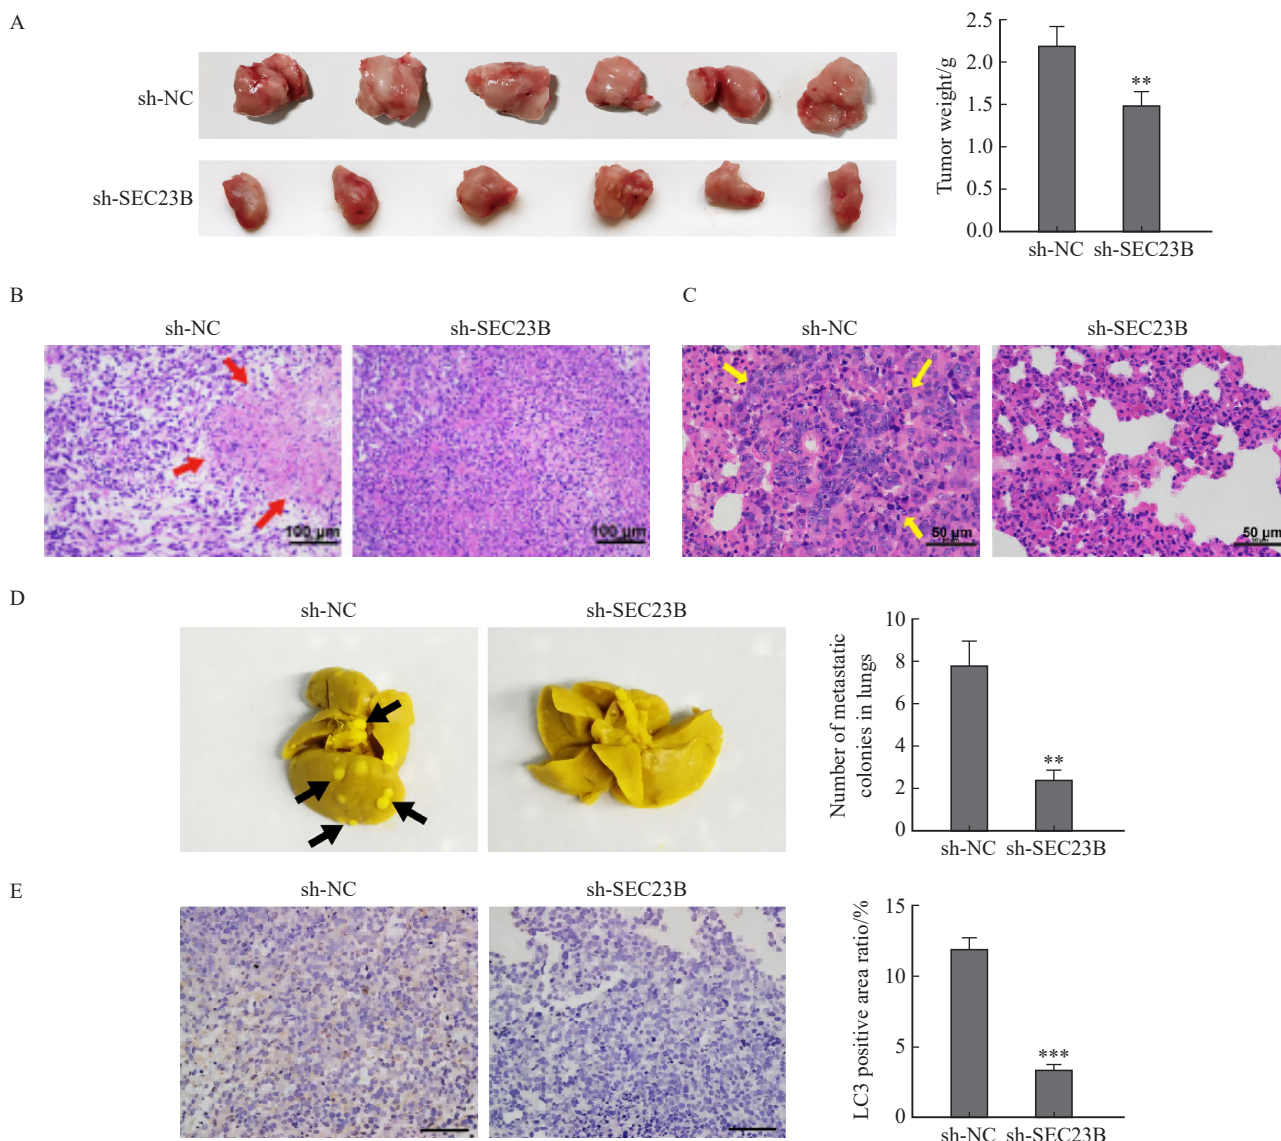 A
sh-NC
sh-SEC23B
Tumor weight/g
2.5
2.0
1.5
1.0
0.5
0.0
**
sh-NC sh-SEC23B
B
sh-NC
sh-SEC23B
100 μm
100 μm
C
sh-NC
sh-SEC23B
50 μm
50 μm
D
sh-NC
sh-SEC23B
Number of metastatic
colonies in lungs
10
8
6
4
2
0
**
sh-NC sh-SEC23B
E
sh-NC
sh-SEC23B
LC3 positive area ratio/%
15
10
5
0
***
sh-NC sh-SEC23B